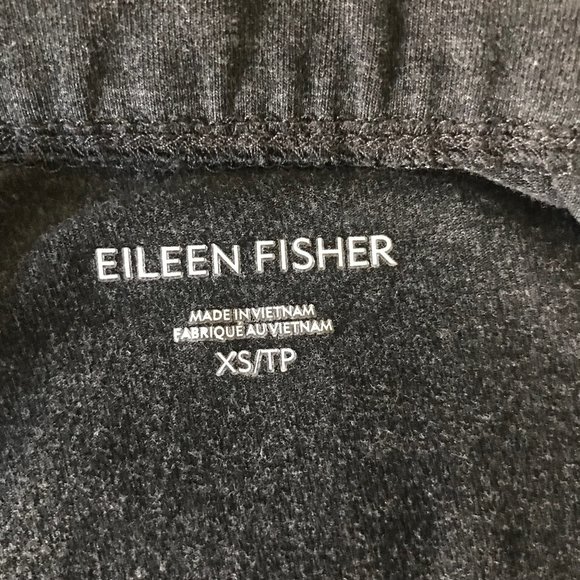 EILEEN FISHER
MADE IN VIETNAM
FABRIQUÉ AU VIETNAM
XS/TP